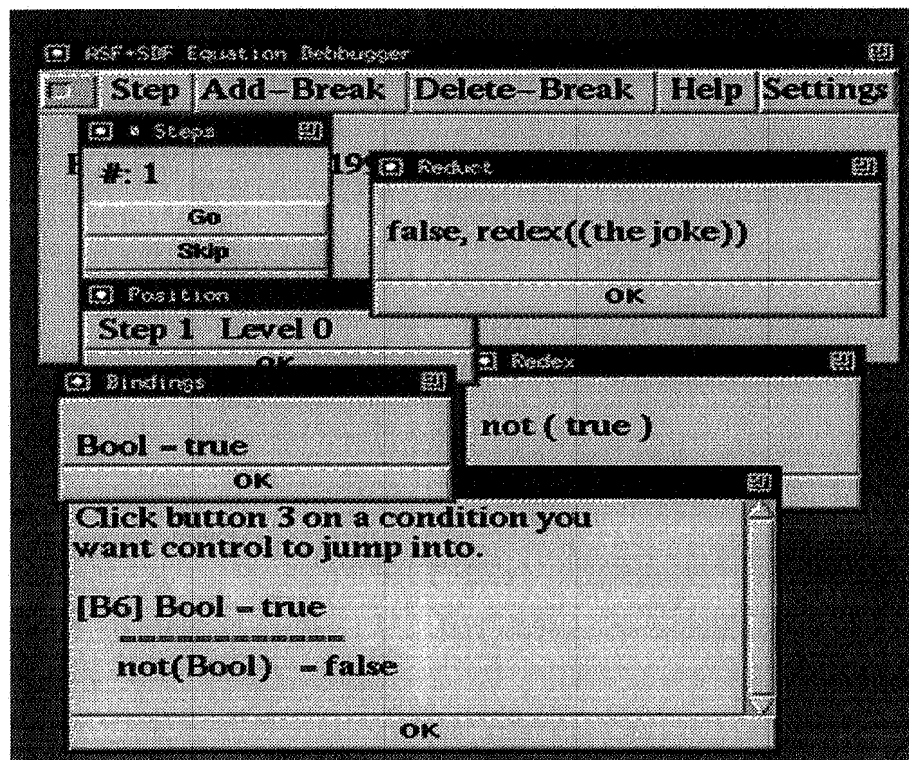 ASF+SDF Equation Debbugger
Step Add-Break Delete-Break Help Settings
# Steps
#: 1
Go
Skip
199
Reduct
false, redex((the joke))
OK
Position
Step 1 Level 0
OK
Redex
not ( true )
Bindings
Bool = true
OK
Click button 3 on a condition you
want control to jump into.
[B6] Bool = true
============
not(Bool) = false
OK